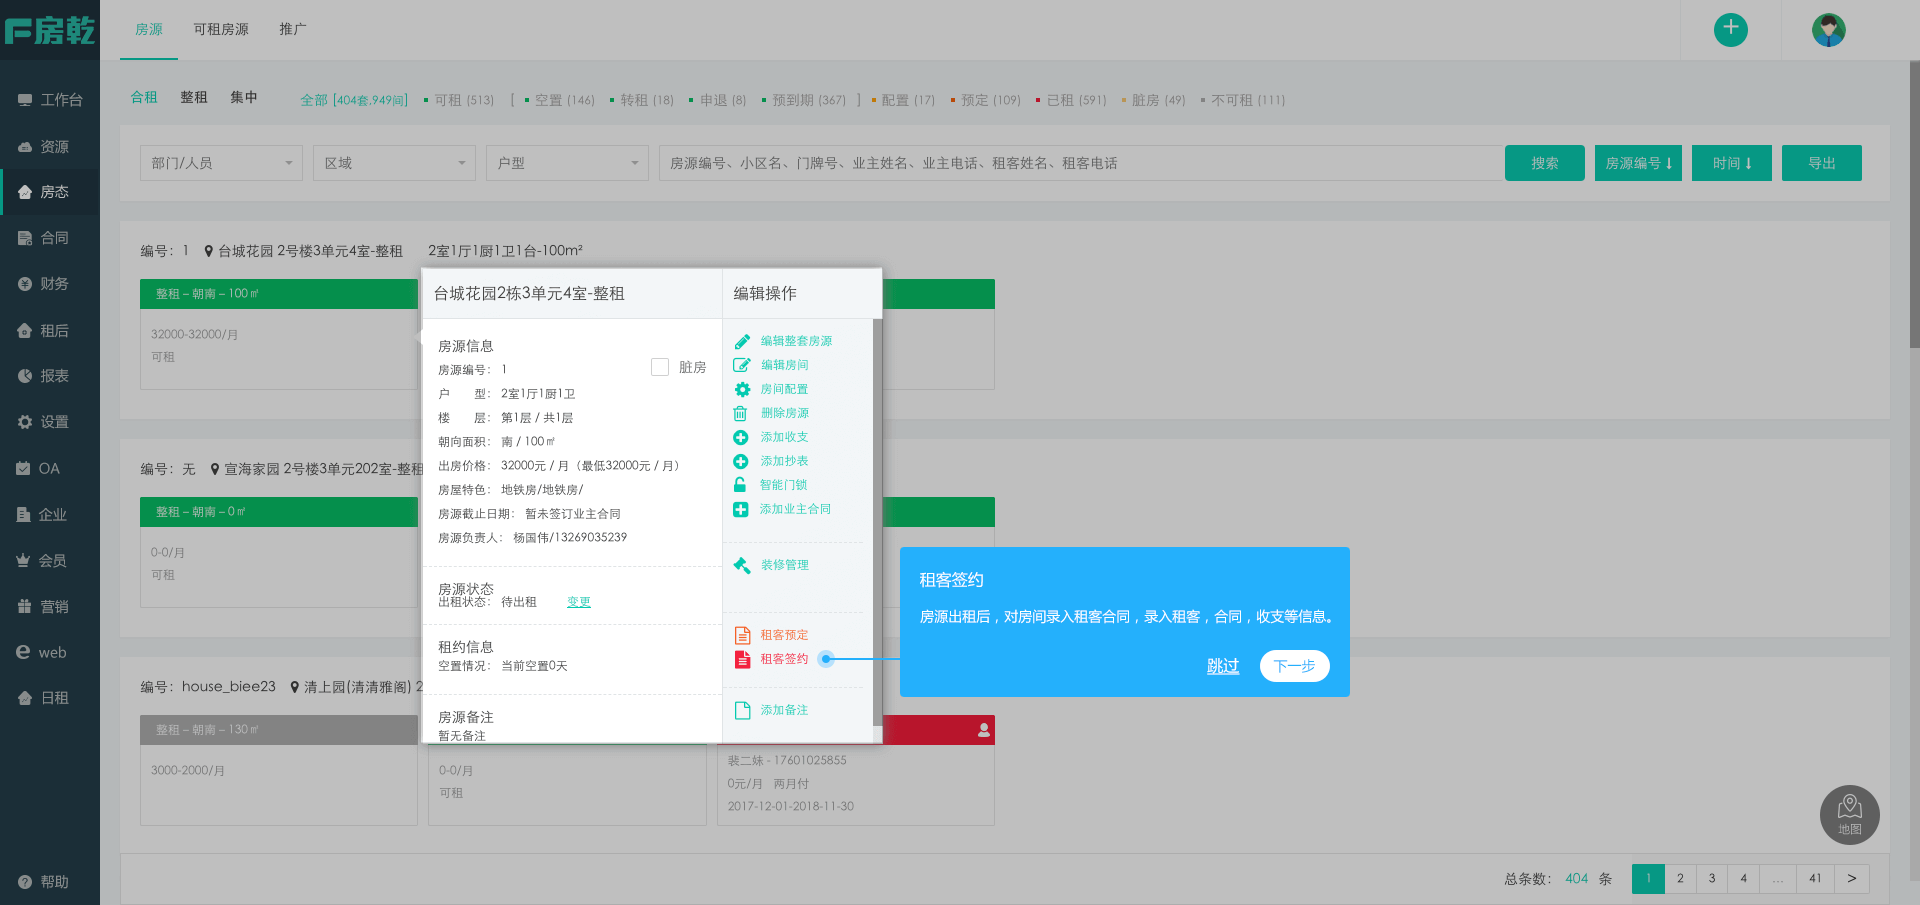 房乾
房源 可租房源 推广
工作台
资源
房态
合同
财务
租后
报表
设置
OA
企业
会员
营销
web
日租
帮助
合租 整租 集中 全部 [404套,949间] 可租 (513) [ 空置 (146) 转租 (18) 申退 (8) 预到期 (367) ] 配置 (17) 预定 (109) 已租 (591) 脏房 (49) 不可租 (111)
部门/人员 区域 户型 房源编号、小区名、门牌号、业主姓名、业主电话、租客姓名、租客电话 搜索 房源编号 时间 导出
编号：1 台城花园 2号楼3单元4室-整租 2室1厅1厨1卫1台-100m²
整租 – 朝南 – 100㎡
32000-32000/月
可租
编号：无 宣海家园 2号楼3单元202室-整租
整租 – 朝南 – 0㎡
0-0/月
可租
编号：house_biee23 清上园(清清雅阁) 2
整租 – 朝南 – 130㎡
3000-2000/月
0-0/月
可租
裴二妹 - 17601025855
0元/月 两月付
2017-12-01-2018-11-30
台城花园2栋3单元4室-整租
房源信息
房源编号： 1
脏房
户 型： 2室1厅1厨1卫
楼 层： 第1层 / 共1层
朝向面积： 南 / 100㎡
出房价格： 32000元 / 月（最低32000元 / 月）
房屋特色： 地铁房/地铁房/
房源截止日期： 暂未签订业主合同
房源负责人： 杨国伟/13269035239
房源状态
出租状态： 待出租 变更
租约信息
空置情况： 当前空置0天
房源备注
暂无备注
编辑操作
编辑整套房源
编辑房间
房间配置
删除房源
添加收支
添加抄表
智能门锁
添加业主合同
装修管理
租客预定
租客签约
添加备注
租客签约
房源出租后，对房间录入租客合同，录入租客，合同，收支等信息。
跳过 下一步
地图
总条数： 404 条 1 2 3 4 ... 41 >